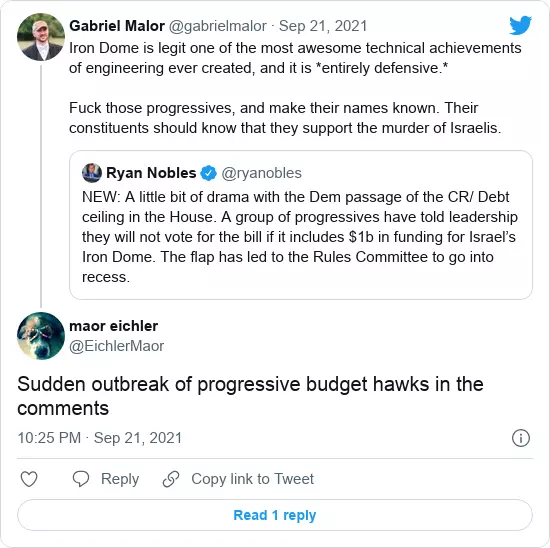 Gabriel Malor @gabrielmalor · Sep 21, 2021
Iron Dome is legit one of the most awesome technical achievements
of engineering ever created, and it is *entirely defensive.*
Fuck those progressives, and make their names known. Their
constituents should know that they support the murder of Israelis.
Ryan Nobles @ryanobles
NEW: A little bit of drama with the Dem passage of the CR/ Debt
ceiling in the House. A group of progressives have told leadership
they will not vote for the bill if it includes $1b in funding for Israel's
Iron Dome. The flap has led to the Rules Committee to go into
recess.
maor eichler
@EichlerMaor
Sudden outbreak of progressive budget hawks in the
comments
10:25 PM · Sep 21, 2021
Reply
Copy link to Tweet
Read 1 reply